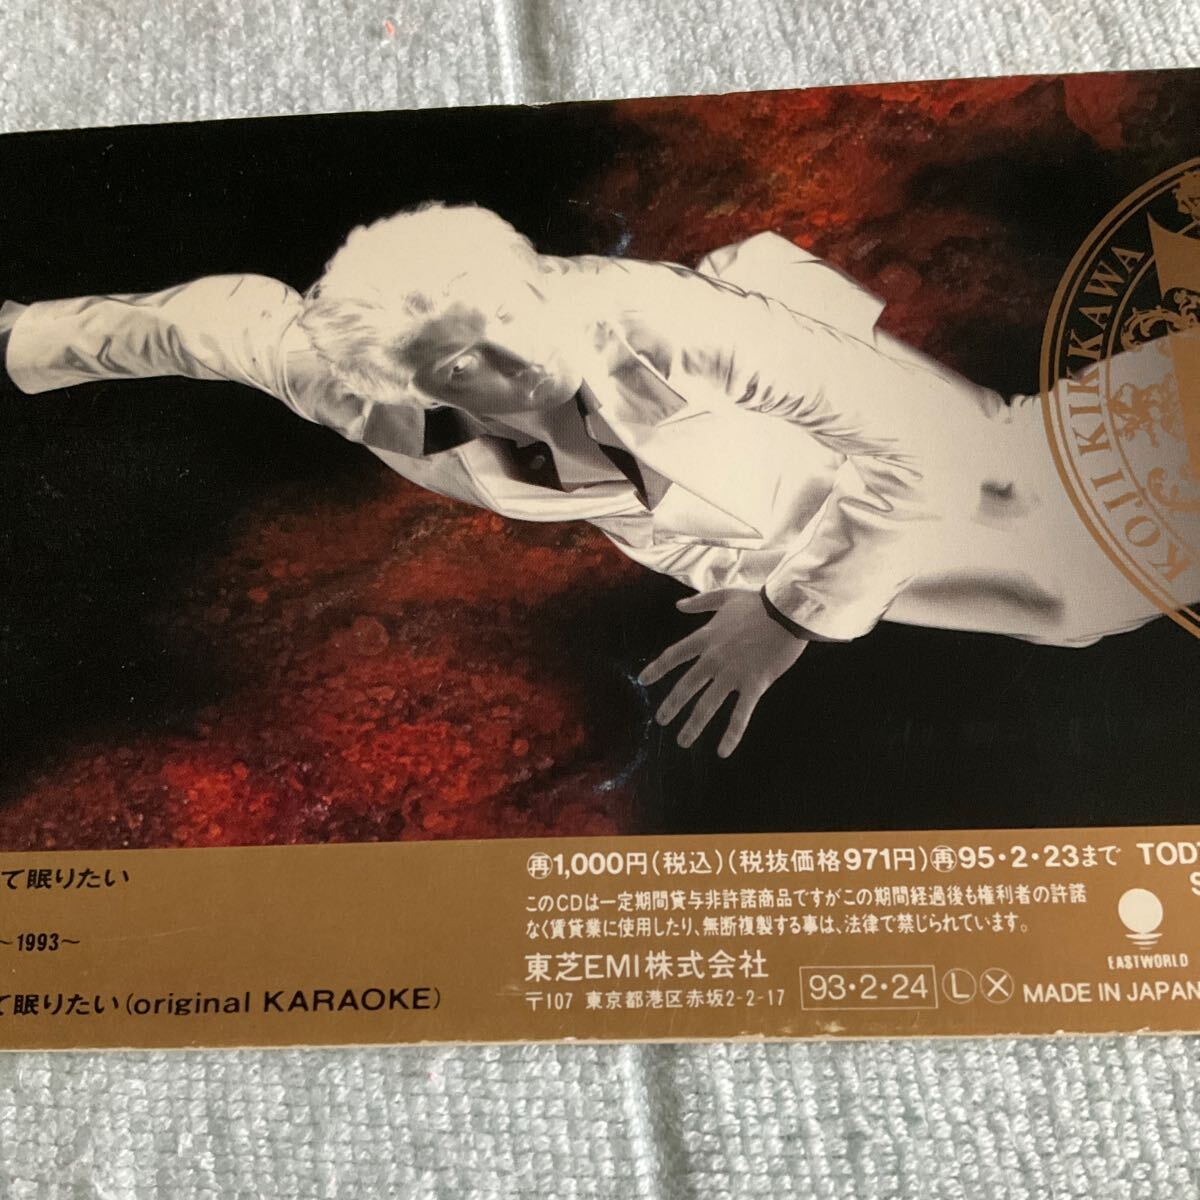 KOJI KIKKAWA
て眠りたい
~1993~
て眠りたい(original KARAOKE)
再1,000円(税込)(税抜価格971円)再95・2・23まで TOD
このCDは一定期間貸与非許諾商品ですがこの期間経過後も権利者の許諾
なく賃貸業に使用したり、無断複製する事は、法律で禁じられています。
東芝EMI株式会社
〒107 東京都港区赤坂2-2-17
93・2・24 L X MADE IN JAPAN
EASTWORLD